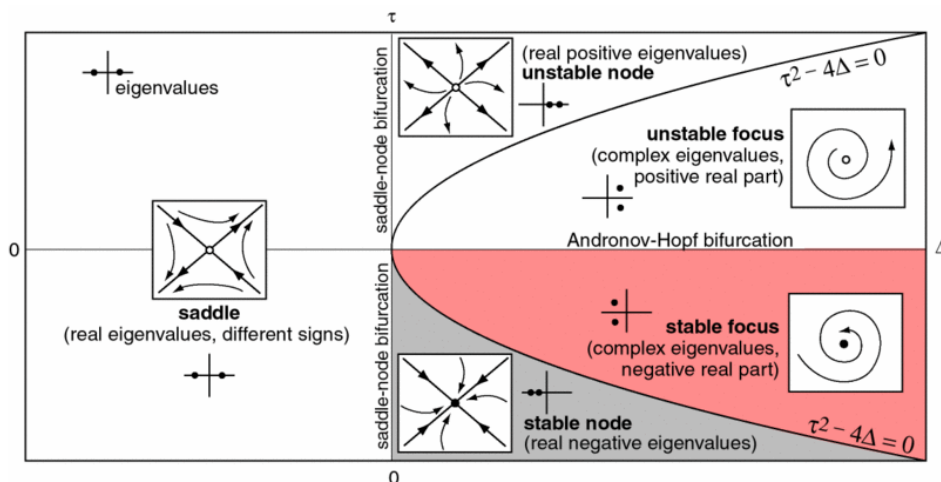 τ
eigenvalues
saddle-node bifurcation
(real positive eigenvalues)
unstable node
τ²−4Δ=0
unstable focus
(complex eigenvalues,
positive real part)
0
Andronov-Hopf bifurcation
Δ
saddle
(real eigenvalues, different signs)
saddle-node bifurcation
stable focus
(complex eigenvalues,
negative real part)
stable node
(real negative eigenvalues)
τ²−4Δ=0
0